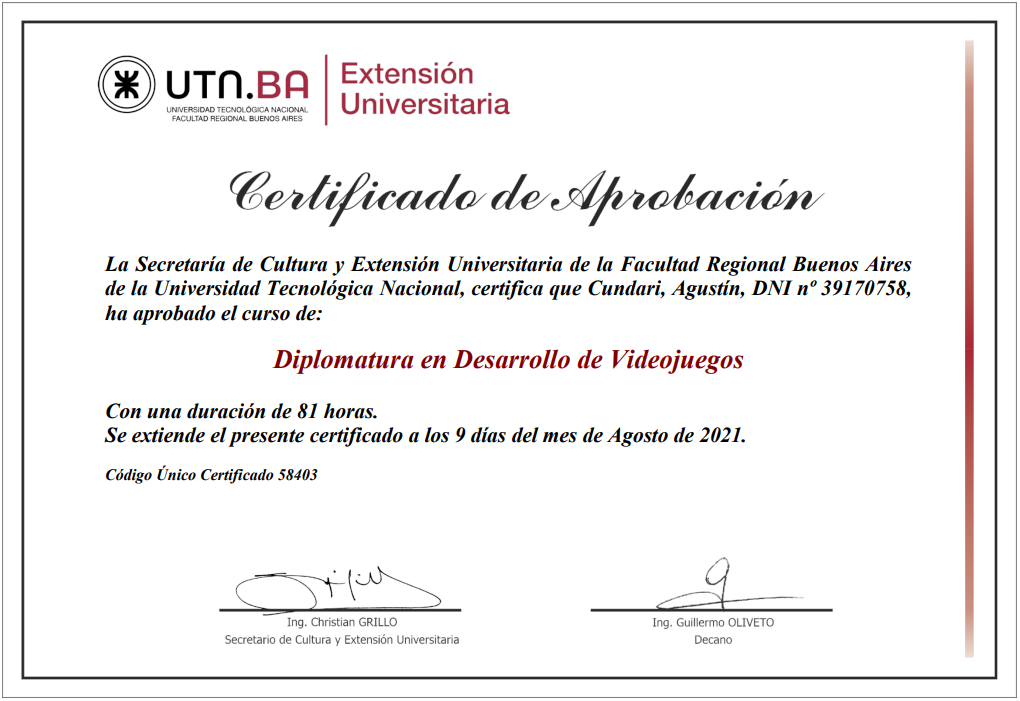 UTN.BA
UNIVERSIDAD TECNOLÓGICA NACIONAL
FACULTAD REGIONAL BUENOS AIRES
Extensión
Universitaria
Certificado de Aprobación
La Secretaría de Cultura y Extensión Universitaria de la Facultad Regional Buenos Aires
de la Universidad Tecnológica Nacional, certifica que Cundari, Agustín, DNI nº 39170758,
ha aprobado el curso de:
Diplomatura en Desarrollo de Videojuegos
Con una duración de 81 horas.
Se extiende el presente certificado a los 9 días del mes de Agosto de 2021.
Código Único Certificado 58403
Ing. Christian GRILLO
Secretario de Cultura y Extensión Universitaria
Ing. Guillermo OLIVETO
Decano